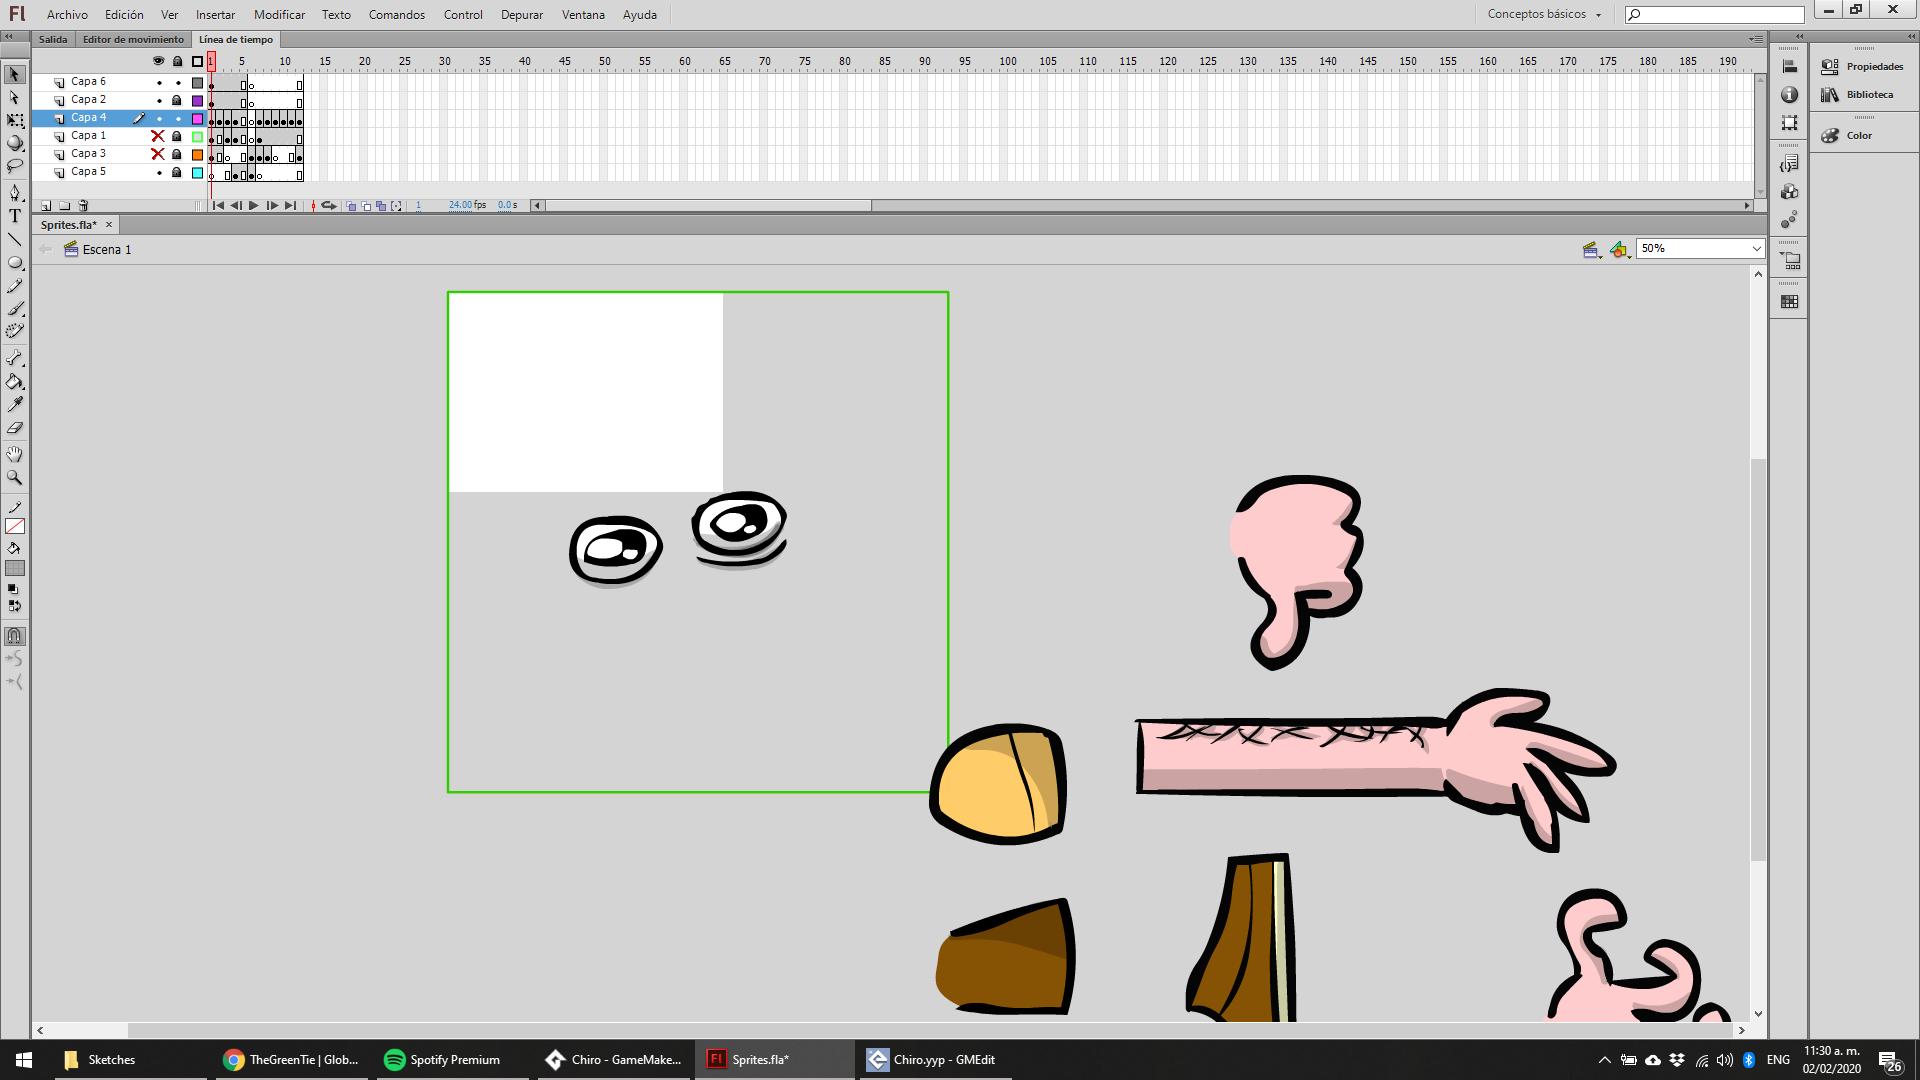 Fl Archivo Edición Ver Insertar Modificar Texto Comandos Control Depurar Ventana Ayuda Conceptos básicos
Salida Editor de movimiento Línea de tiempo
1 5 10 15 20 25 30 35 40 45 50 55 60 65 70 75 80 85 90 95 100 105 110 115 120 125 130 135 140 145 150 155 160 165 170 175 180 185 190
Capa 6
Capa 2
Capa 4
Capa 1
Capa 3
Capa 5
1 24.00 fps 0.0 s
Sprites.fla*
Escena 1
50%
Propiedades
Biblioteca
Color
T
Sketches
TheGreenTie | Glob...
Spotify Premium
Chiro - GameMake...
Fl Sprites.fla*
Chiro.yyp - GMEdit
ENG
11:30 a. m.
02/02/2020
26